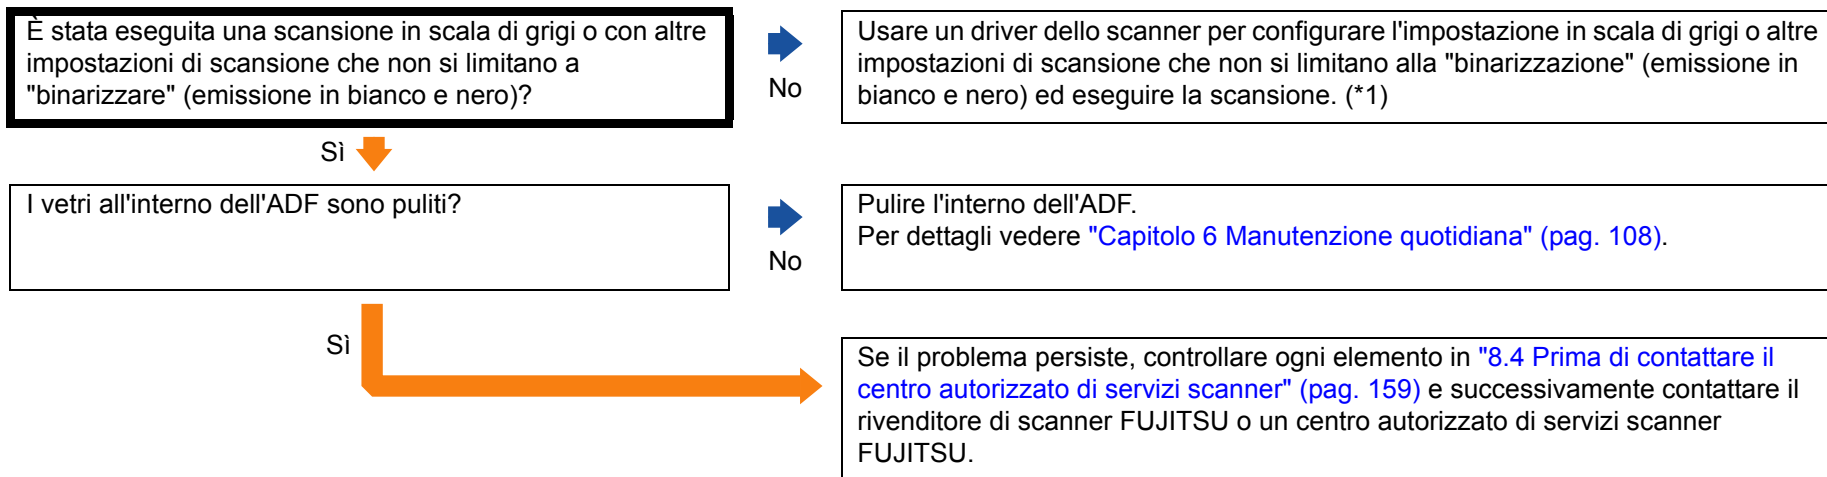 È stata eseguita una scansione in scala di grigi o con altre
impostazioni di scansione che non si limitano a
"binarizzare" (emissione in bianco e nero)?
No
Usare un driver dello scanner per configurare l'impostazione in scala di grigi o altre
impostazioni di scansione che non si limitano alla "binarizzazione" (emissione in
bianco e nero) ed eseguire la scansione. (*1)
Sì
I vetri all'interno dell'ADF sono puliti?
No
Pulire l'interno dell'ADF.
Per dettagli vedere "Capitolo 6 Manutenzione quotidiana" (pag. 108).
Sì
Se il problema persiste, controllare ogni elemento in "8.4 Prima di contattare il
centro autorizzato di servizi scanner" (pag. 159) e successivamente contattare il
rivenditore di scanner FUJITSU o un centro autorizzato di servizi scanner
FUJITSU.